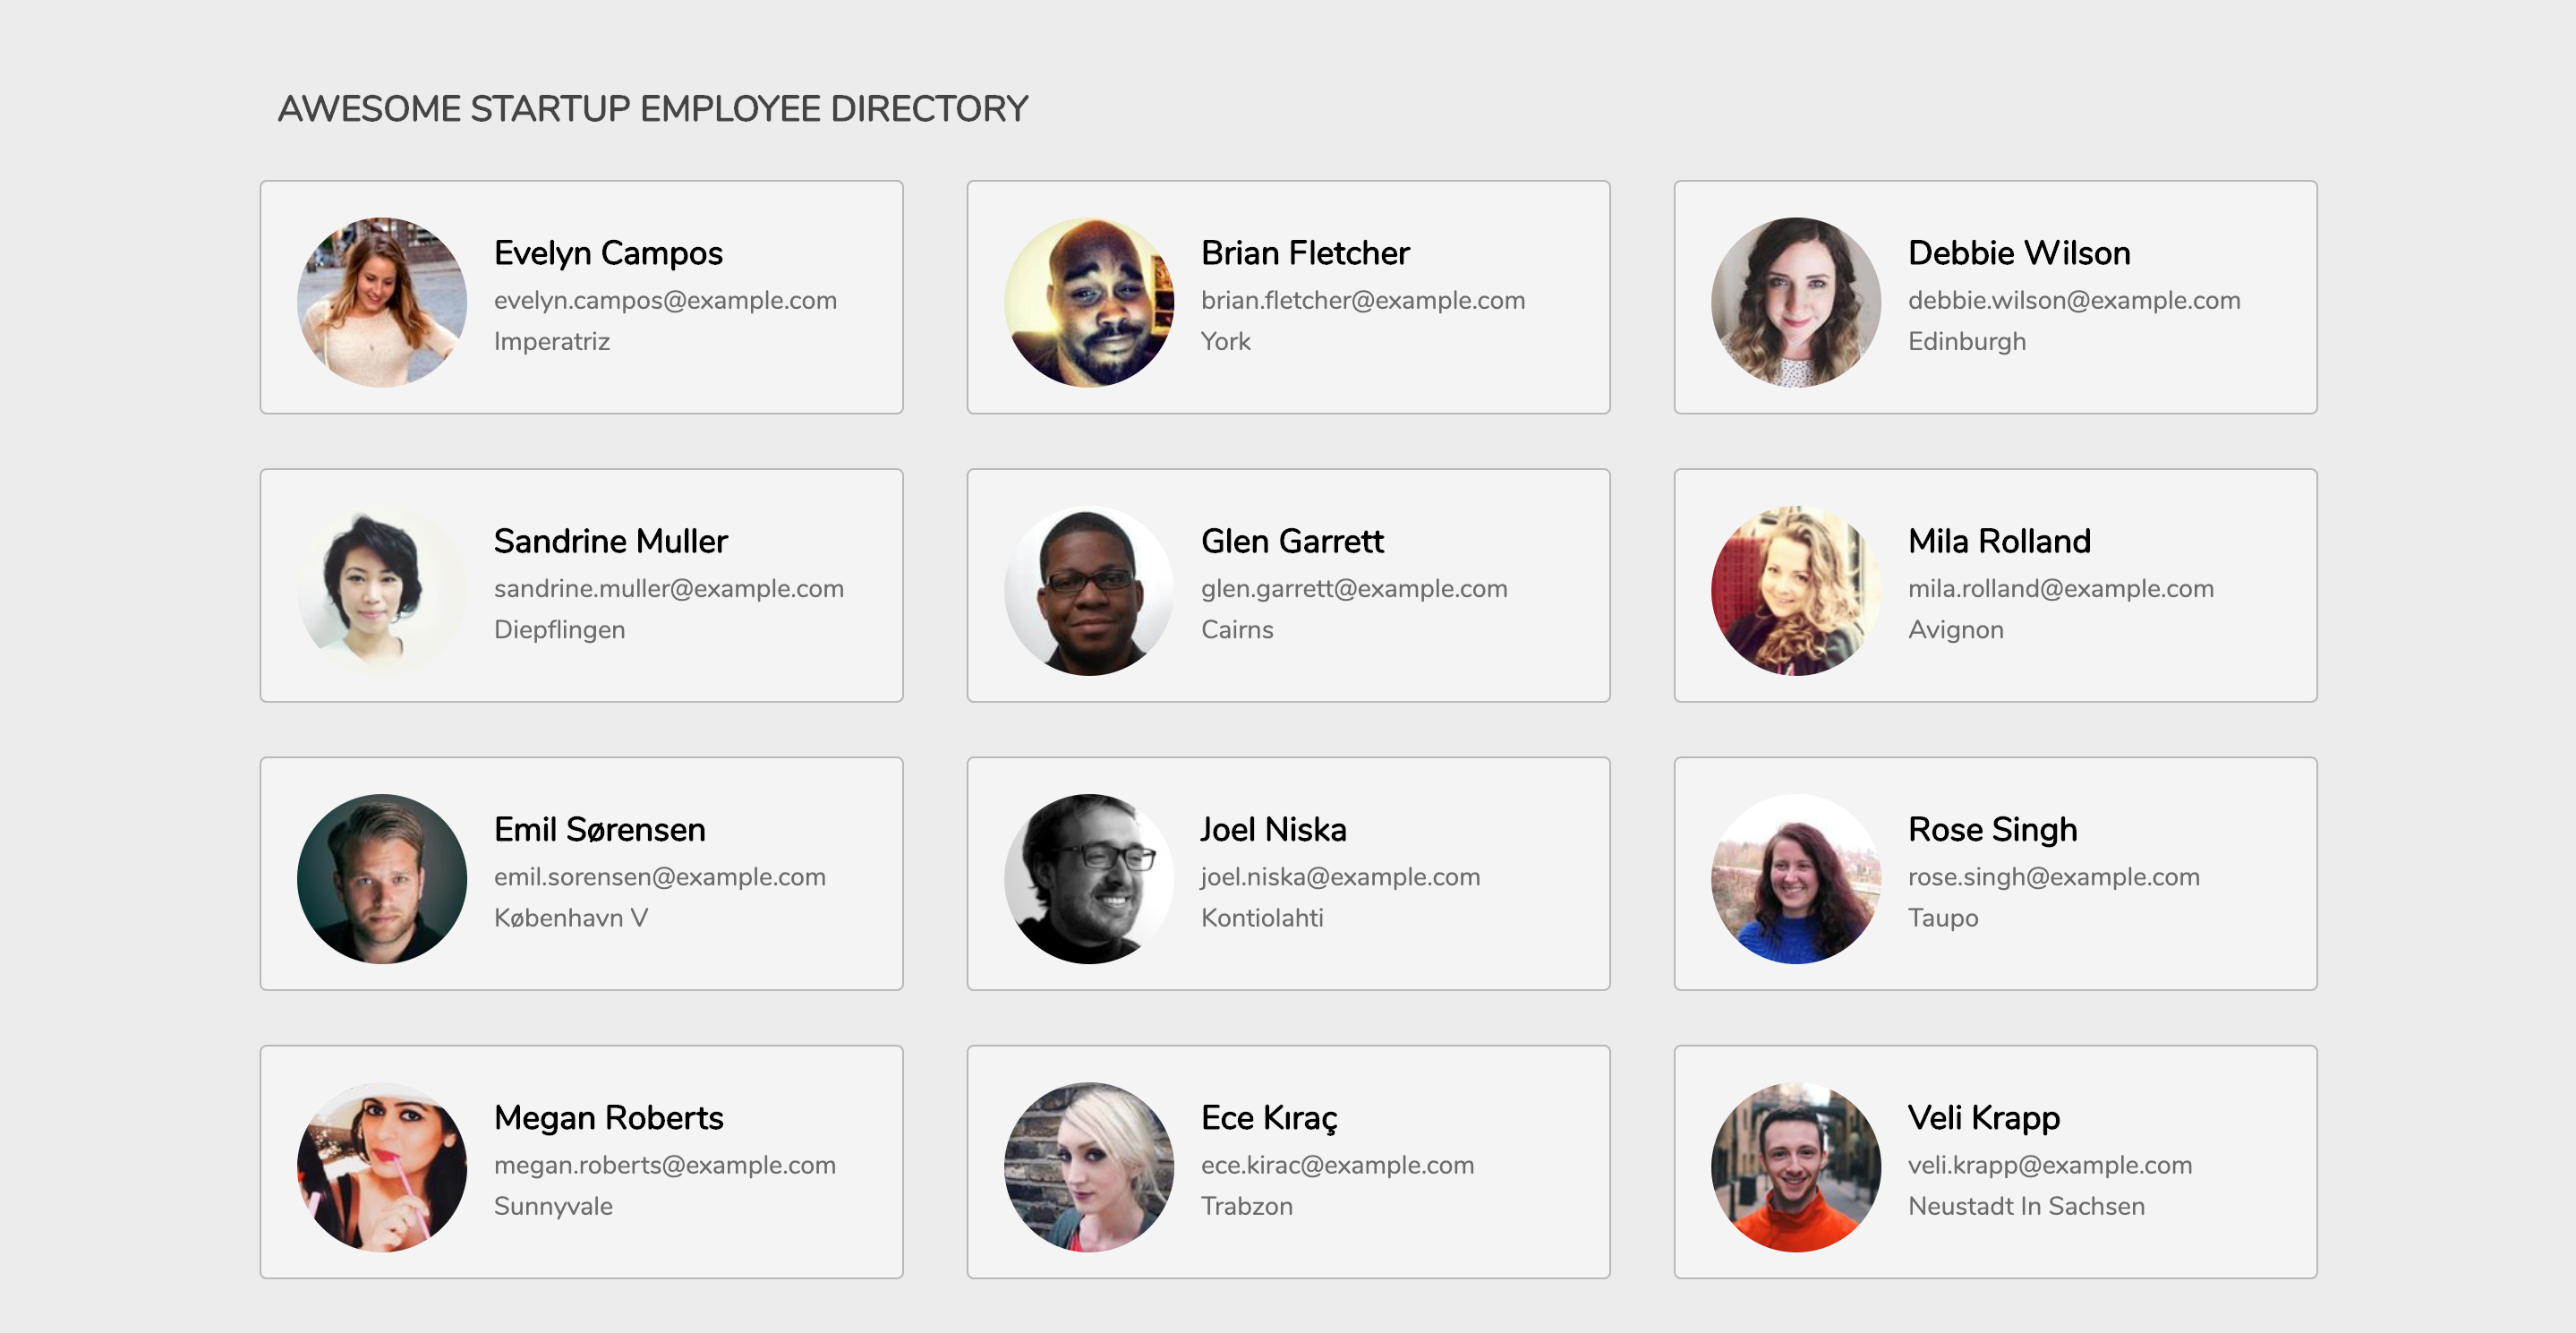 AWESOME STARTUP EMPLOYEE DIRECTORY
Evelyn Campos
evelyn.campos@example.com
Imperatriz
Brian Fletcher
brian.fletcher@example.com
York
Debbie Wilson
debbie.wilson@example.com
Edinburgh
Sandrine Muller
sandrine.muller@example.com
Diepflingen
Glen Garrett
glen.garrett@example.com
Cairns
Mila Rolland
mila.rolland@example.com
Avignon
Emil Sørensen
emil.sorensen@example.com
København V
Joel Niska
joel.niska@example.com
Kontiolahti
Rose Singh
rose.singh@example.com
Taupo
Megan Roberts
megan.roberts@example.com
Sunnyvale
Ece Kıraç
ece.kirac@example.com
Trabzon
Veli Krapp
veli.krapp@example.com
Neustadt In Sachsen